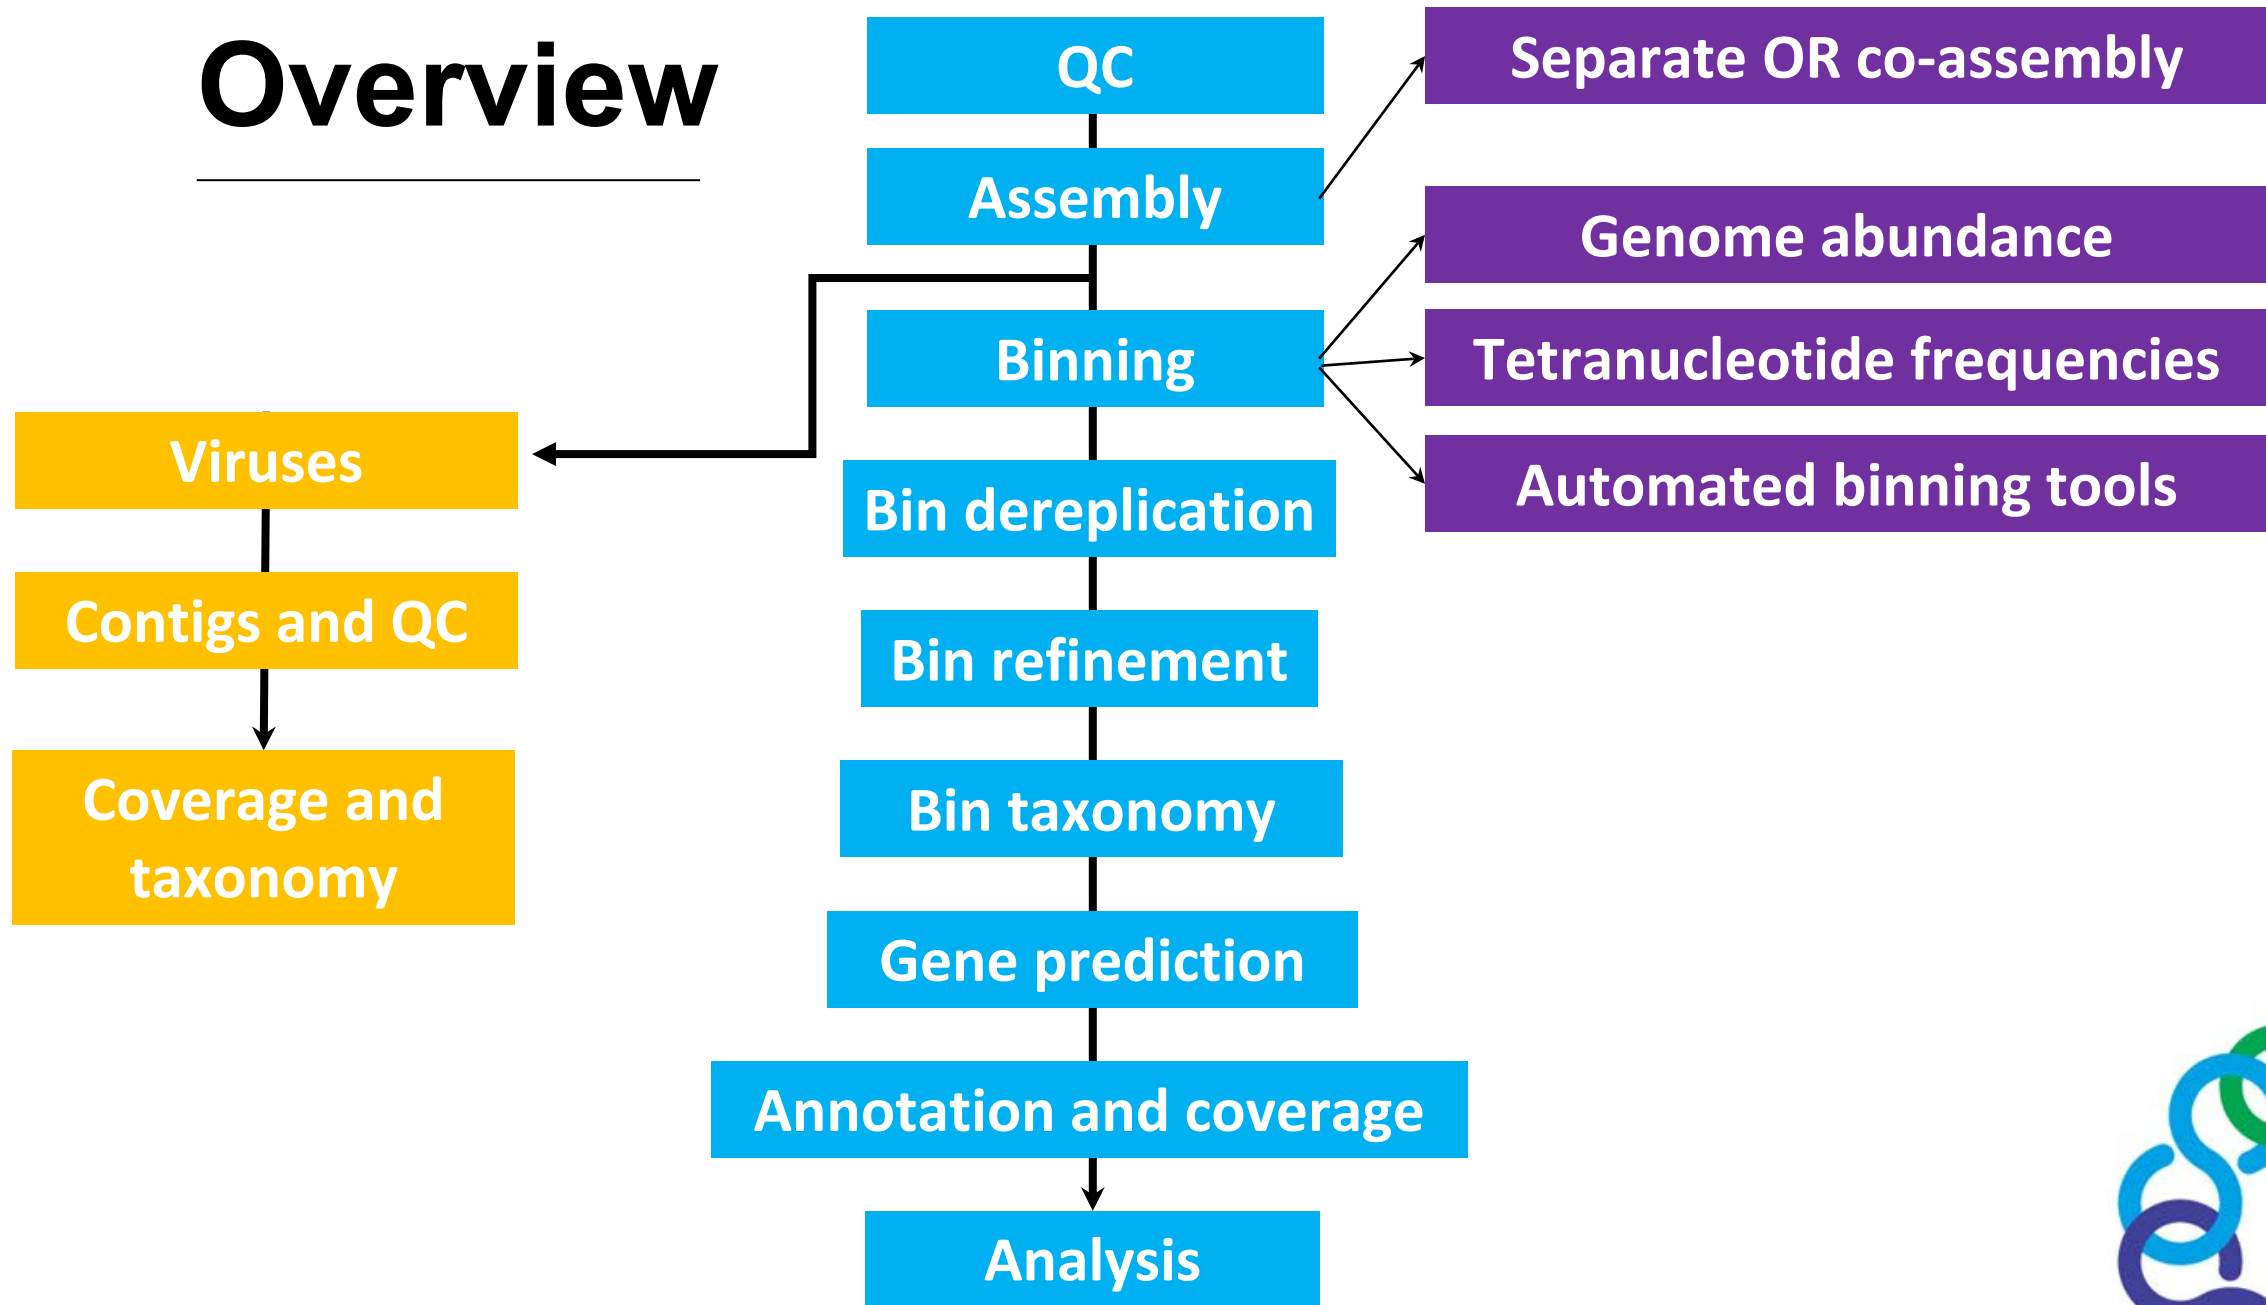 Overview
QC
Assembly
Binning
Bin dereplication
Bin refinement
Bin taxonomy
Gene prediction
Annotation and coverage
Analysis
Separate OR co-assembly
Genome abundance
Tetranucleotide frequencies
Automated binning tools
Viruses
Contigs and QC
Coverage and
taxonomy